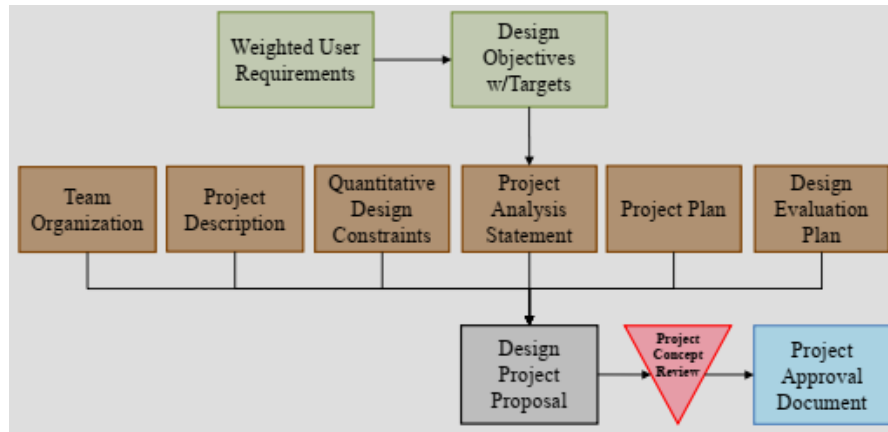 Weighted User
Requirements
Design
Objectives
w/Targets
Team
Organization
Project
Description
Quantitative
Design
Constraints
Project
Analysis
Statement
Project Plan
Design
Evaluation
Plan
Design
Project
Proposal
Project
Concept
Review
Project
Approval
Document